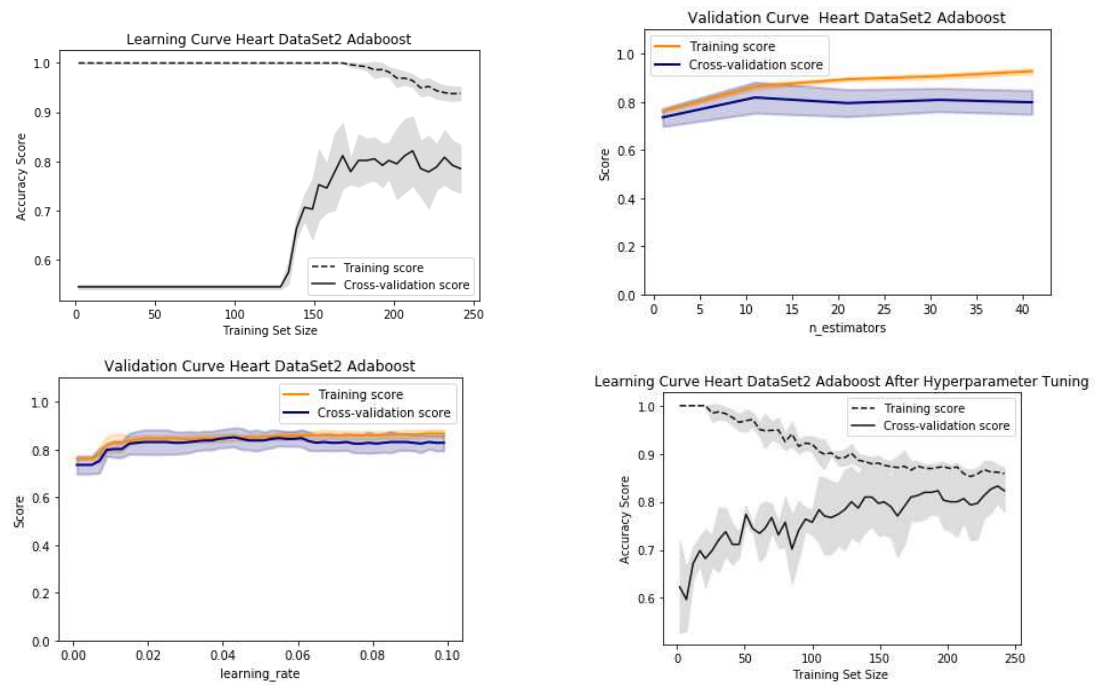 Learning Curve Heart DataSet2 Adaboost
1.0
0.9
0.8
0.7
0.6
Accuracy Score
Training score
Cross-validation score
0
50
100
150
200
250
Training Set Size
Validation Curve  Heart DataSet2 Adaboost
Training score
Cross-validation score
1.0
0.8
0.6
0.4
0.2
0.0
Score
0
5
10
15
20
25
30
35
40
n_estimators
Validation Curve Heart DataSet2 Adaboost
Training score
Cross-validation score
1.0
0.8
0.6
0.4
0.2
0.0
Score
0.00
0.02
0.04
0.06
0.08
0.10
learning_rate
Learning Curve Heart DataSet2 Adaboost After Hyperparameter Tuning
Training score
Cross-validation score
1.0
0.9
0.8
0.7
0.6
Accuracy Score
0
50
100
150
200
250
Training Set Size